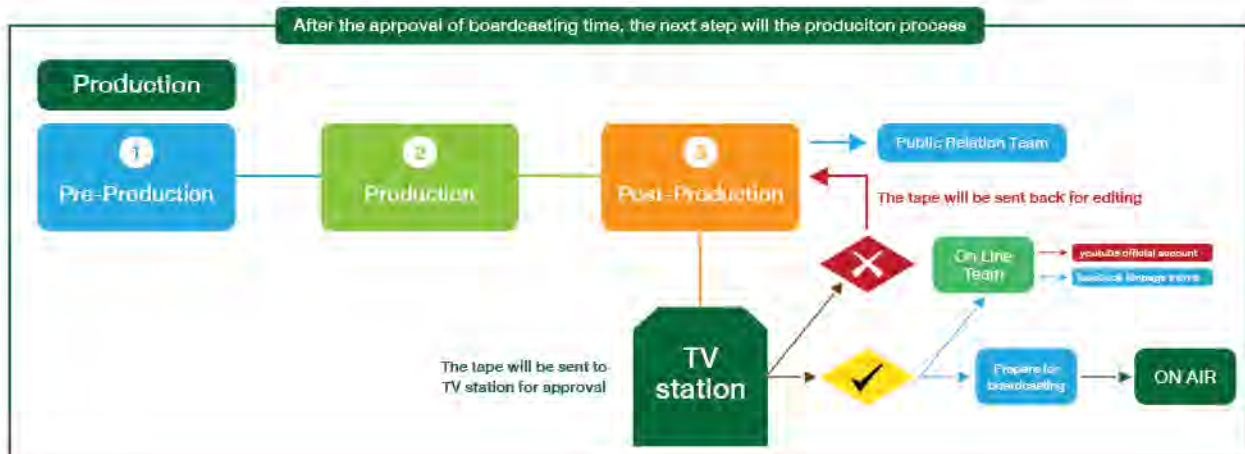 After the aprpoval of boardcasting time, the next step will the produciton process
Production
1
Pre-Production
2
Production
3
Post-Production
Public Relation Team
The tape will be sent back for editing
On Line
Team
youtube official account
facebook fanpage
The tape will be sent to
TV station for approval
TV
station
Prepare for
boardcasting
ON AIR